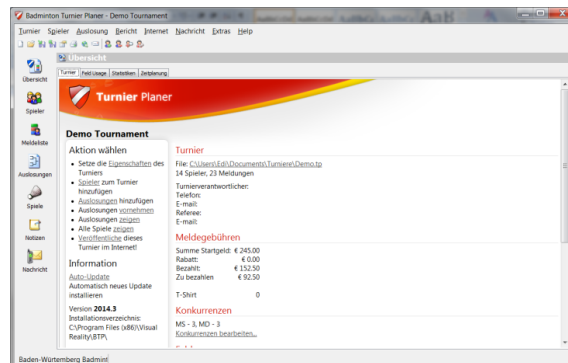 Badminton Turnier Planer - Demo Tournament
Turnier Spieler Auslosung Bericht Internet Nachricht Extras Help
Übersicht
Turnier Feld Usage Statistiken Zeitplanung
Übersicht
Spieler
Meldeliste
Auslosungen
Spiele
Notizen
Nachricht
Turnier Planer
Demo Tournament
Aktion wählen
Setze die Eigenschaften des
Turniers
Spieler zum Turnier
hinzufügen
Auslosungen hinzufügen
Auslosungen vornehmen
Auslosungen zeigen
Alle Spiele zeigen
Veröffentliche dieses
Turnier im Internet!
Information
Auto-Update
Automatisch neues Update
installieren
Version 2014.3
Installationsverzeichnis:
C:\Program Files (x86)\Visual
Reality\BTP\
Turnier
File: C:\Users\Edi\Documents\Turniere\Demo.tp
14 Spieler, 23 Meldungen
Turnierverantwortlicher:
Telefon:
E-mail:
Referee:
E-mail:
Meldegebühren
Summe Startgeld: € 245.00
Rabatt: € 0.00
Bezahlt: € 152.50
Zu bezahlen € 92.50
T-Shirt 0
Konkurrenzen
MS - 3, MD - 3
Konkurrenzen bearbeiten...
Baden-Würtemberg Badmint